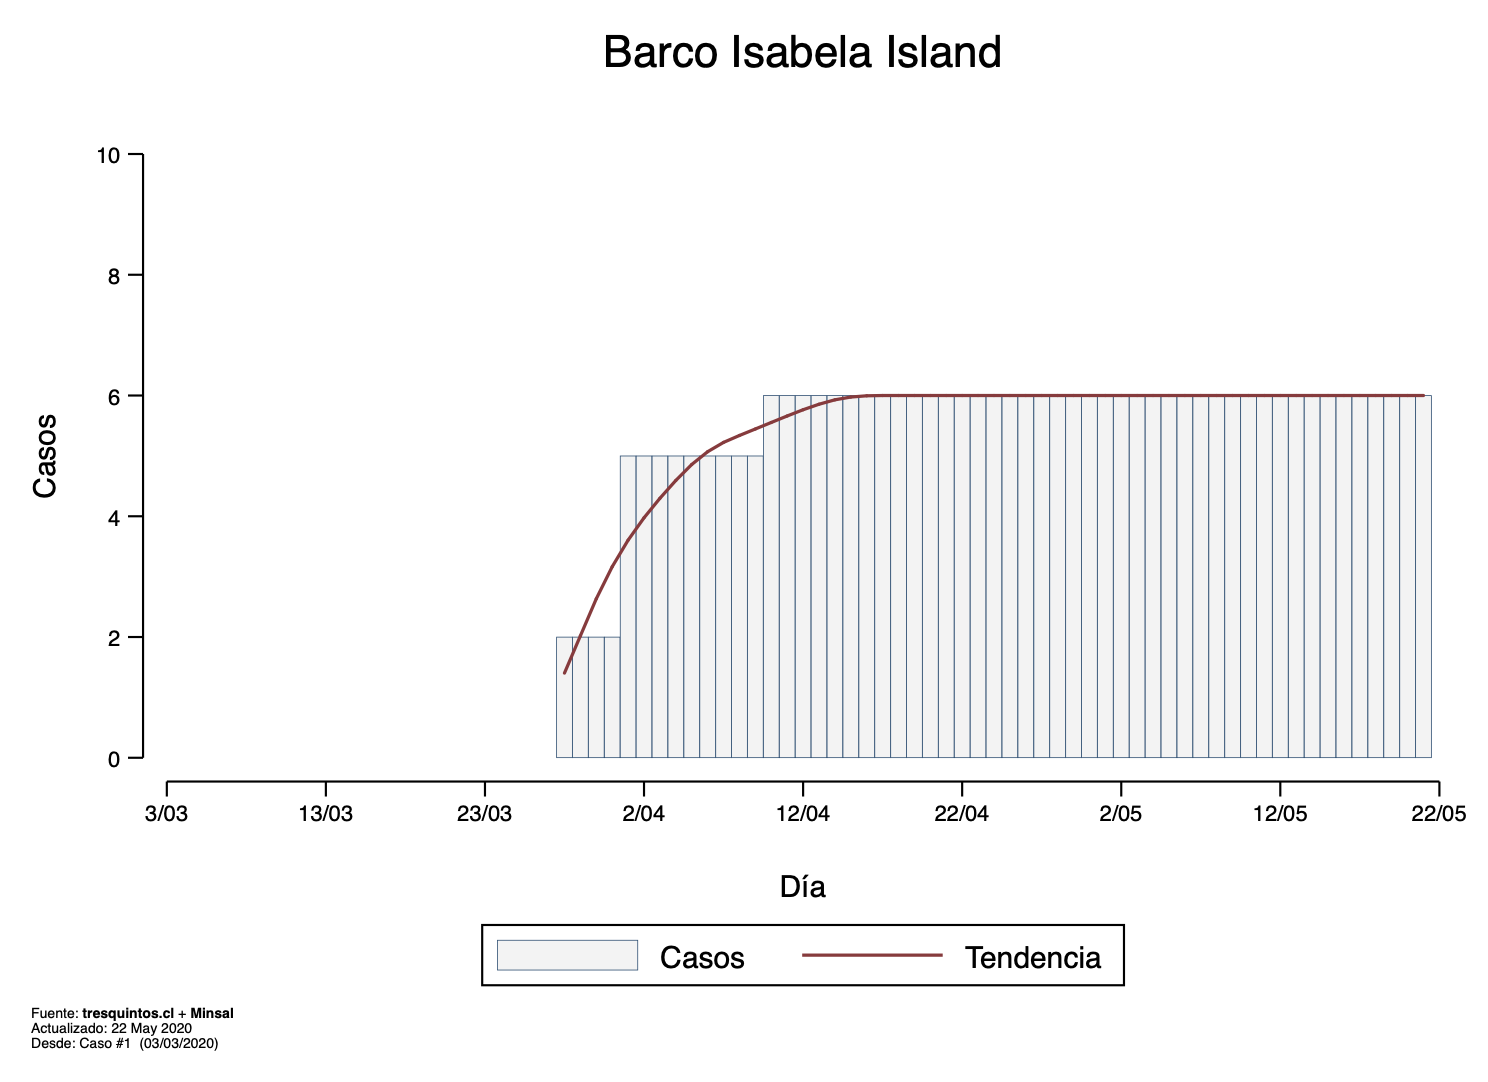 Barco Isabela Island
Casos
10
8
6
4
2
0
3/03 13/03 23/03 2/04 12/04 22/04 2/05 12/05 22/05
Día
Casos Tendencia
Fuente: tresquintos.cl + Minsal
Actualizado: 22 May 2020
Desde: Caso #1 (03/03/2020)